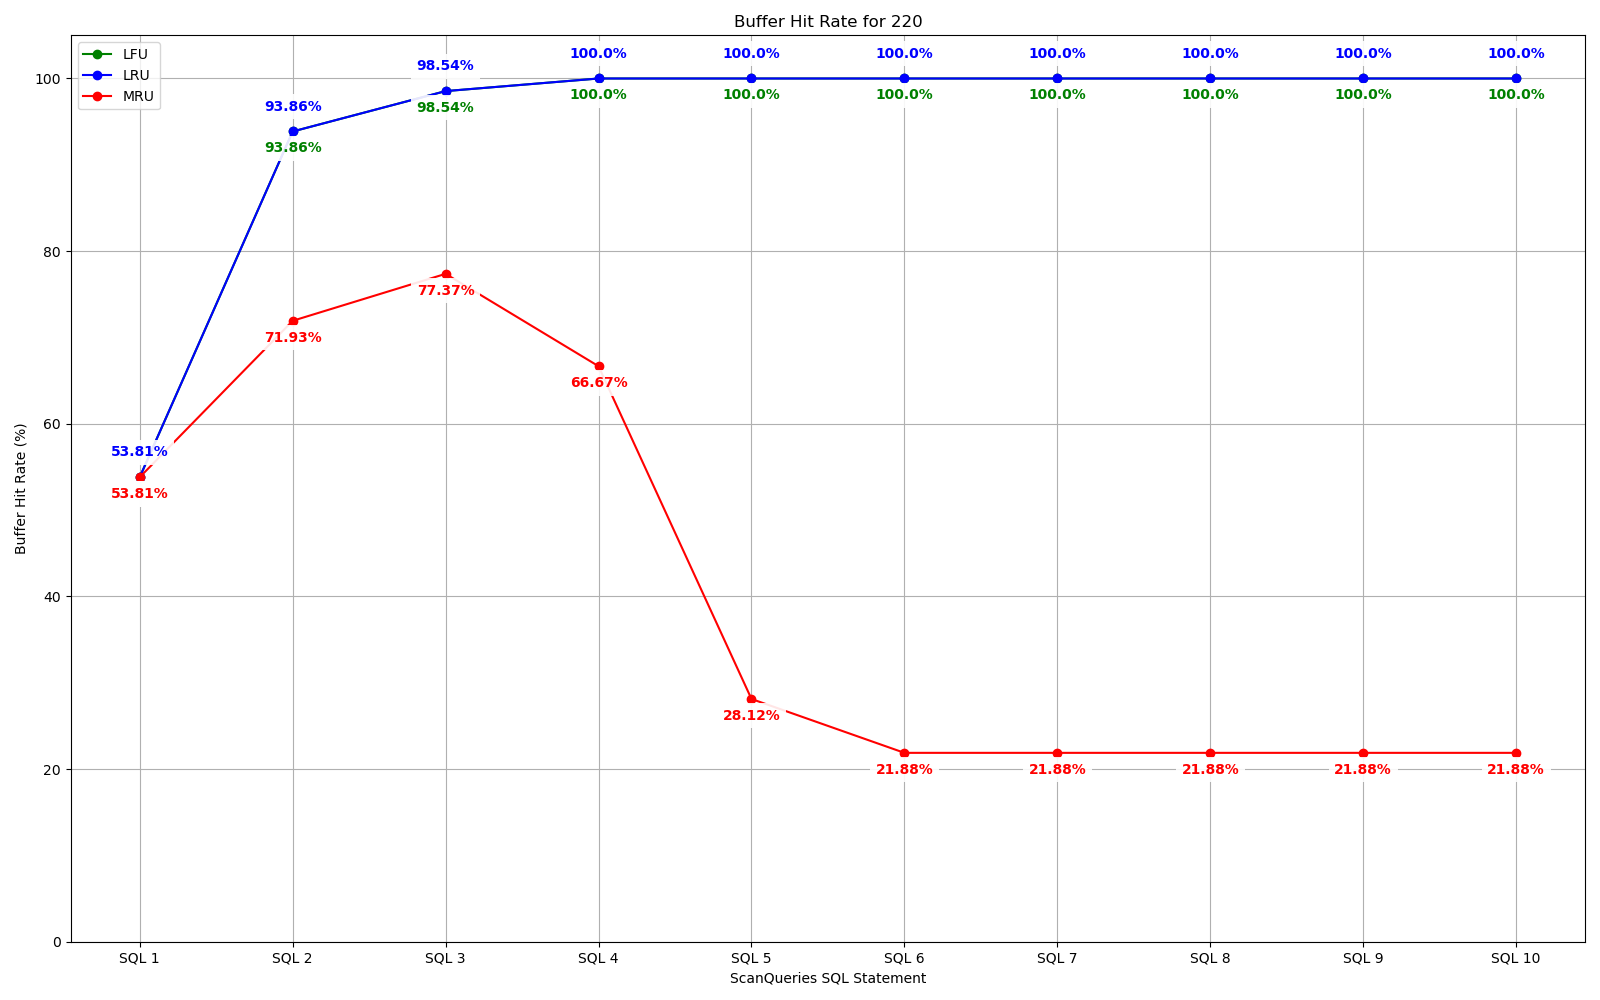 Buffer Hit Rate for 220
LFU
LRU
MRU
98.54%
100.0%
100.0%
100.0%
100.0%
100.0%
100.0%
100.0%
93.86%
98.54%
100.0%
100.0%
100.0%
100.0%
100.0%
100.0%
100.0%
93.86%
77.37%
71.93%
66.67%
53.81%
53.81%
28.12%
21.88%
21.88%
21.88%
21.88%
21.88%
100
80
60
40
20
0
Buffer Hit Rate (%)
SQL 1
SQL 2
SQL 3
SQL 4
SQL 5
SQL 6
SQL 7
SQL 8
SQL 9
SQL 10
ScanQueries SQL Statement